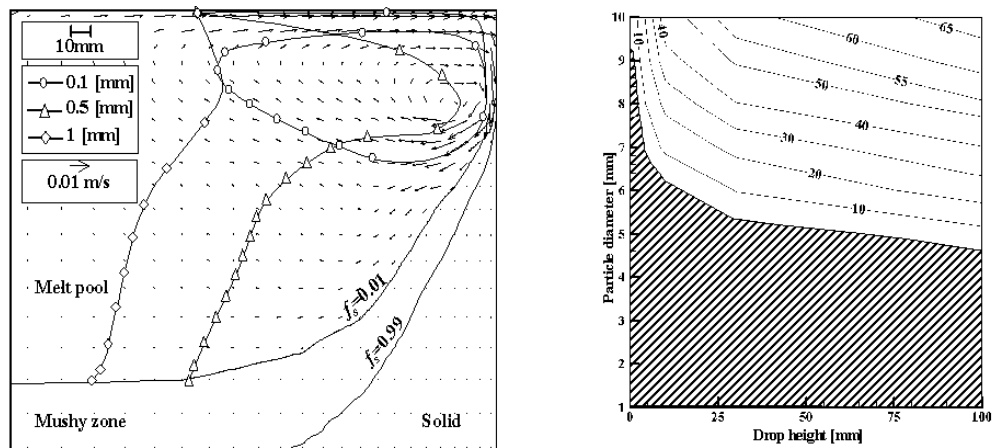 10mm
0.1 [mm]
0.5 [mm]
1 [mm]
0.01 m/s
Melt pool
Mushy zone
Solid
fs=0.01
fs=0.99
Particle diameter [mm]
10
9
8
7
6
5
4
3
2
1
0
25
50
75
100
Drop height [mm]
10
40
65
60
55
50
40
30
20
10